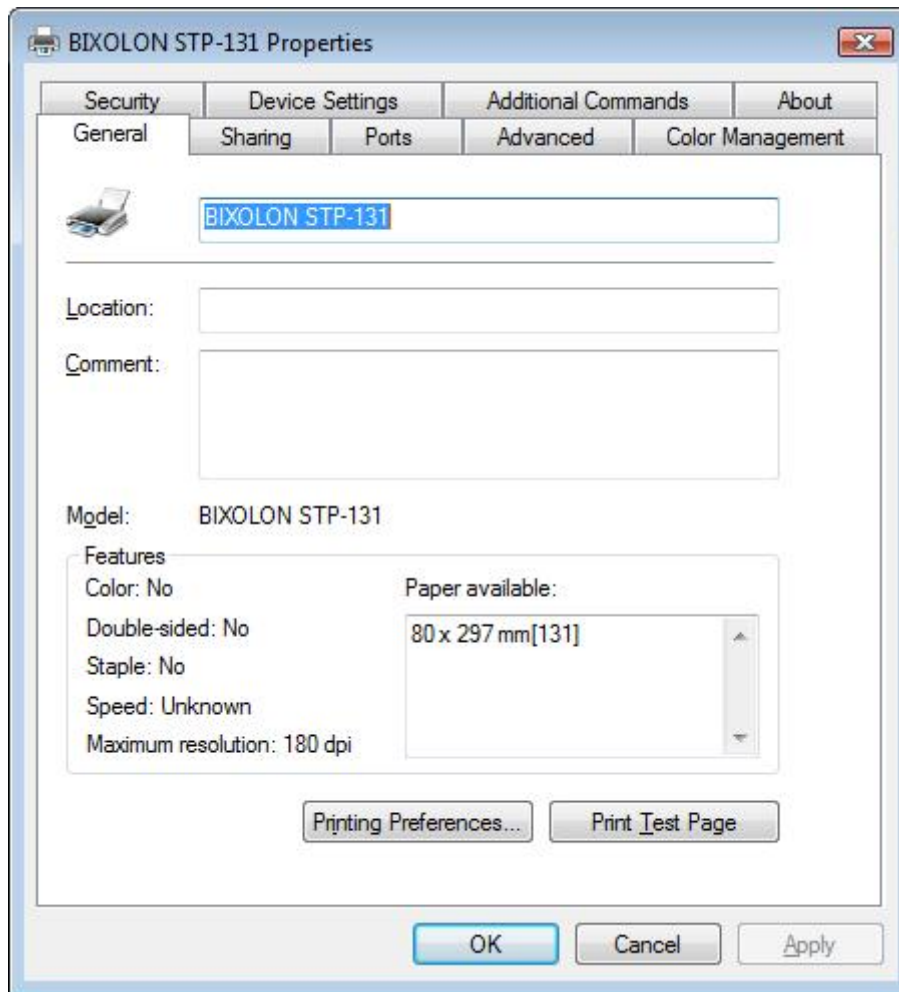 BIXOLON STP-131 Properties
Security Device Settings Additional Commands About
General Sharing Ports Advanced Color Management
BIXOLON STP-131
Location:
Comment:
Model: BIXOLON STP-131
Features
Color: No Paper available:
Double-sided: No 80 x 297 mm[131]
Staple: No
Speed: Unknown
Maximum resolution: 180 dpi
Printing Preferences... Print Test Page
OK Cancel Apply